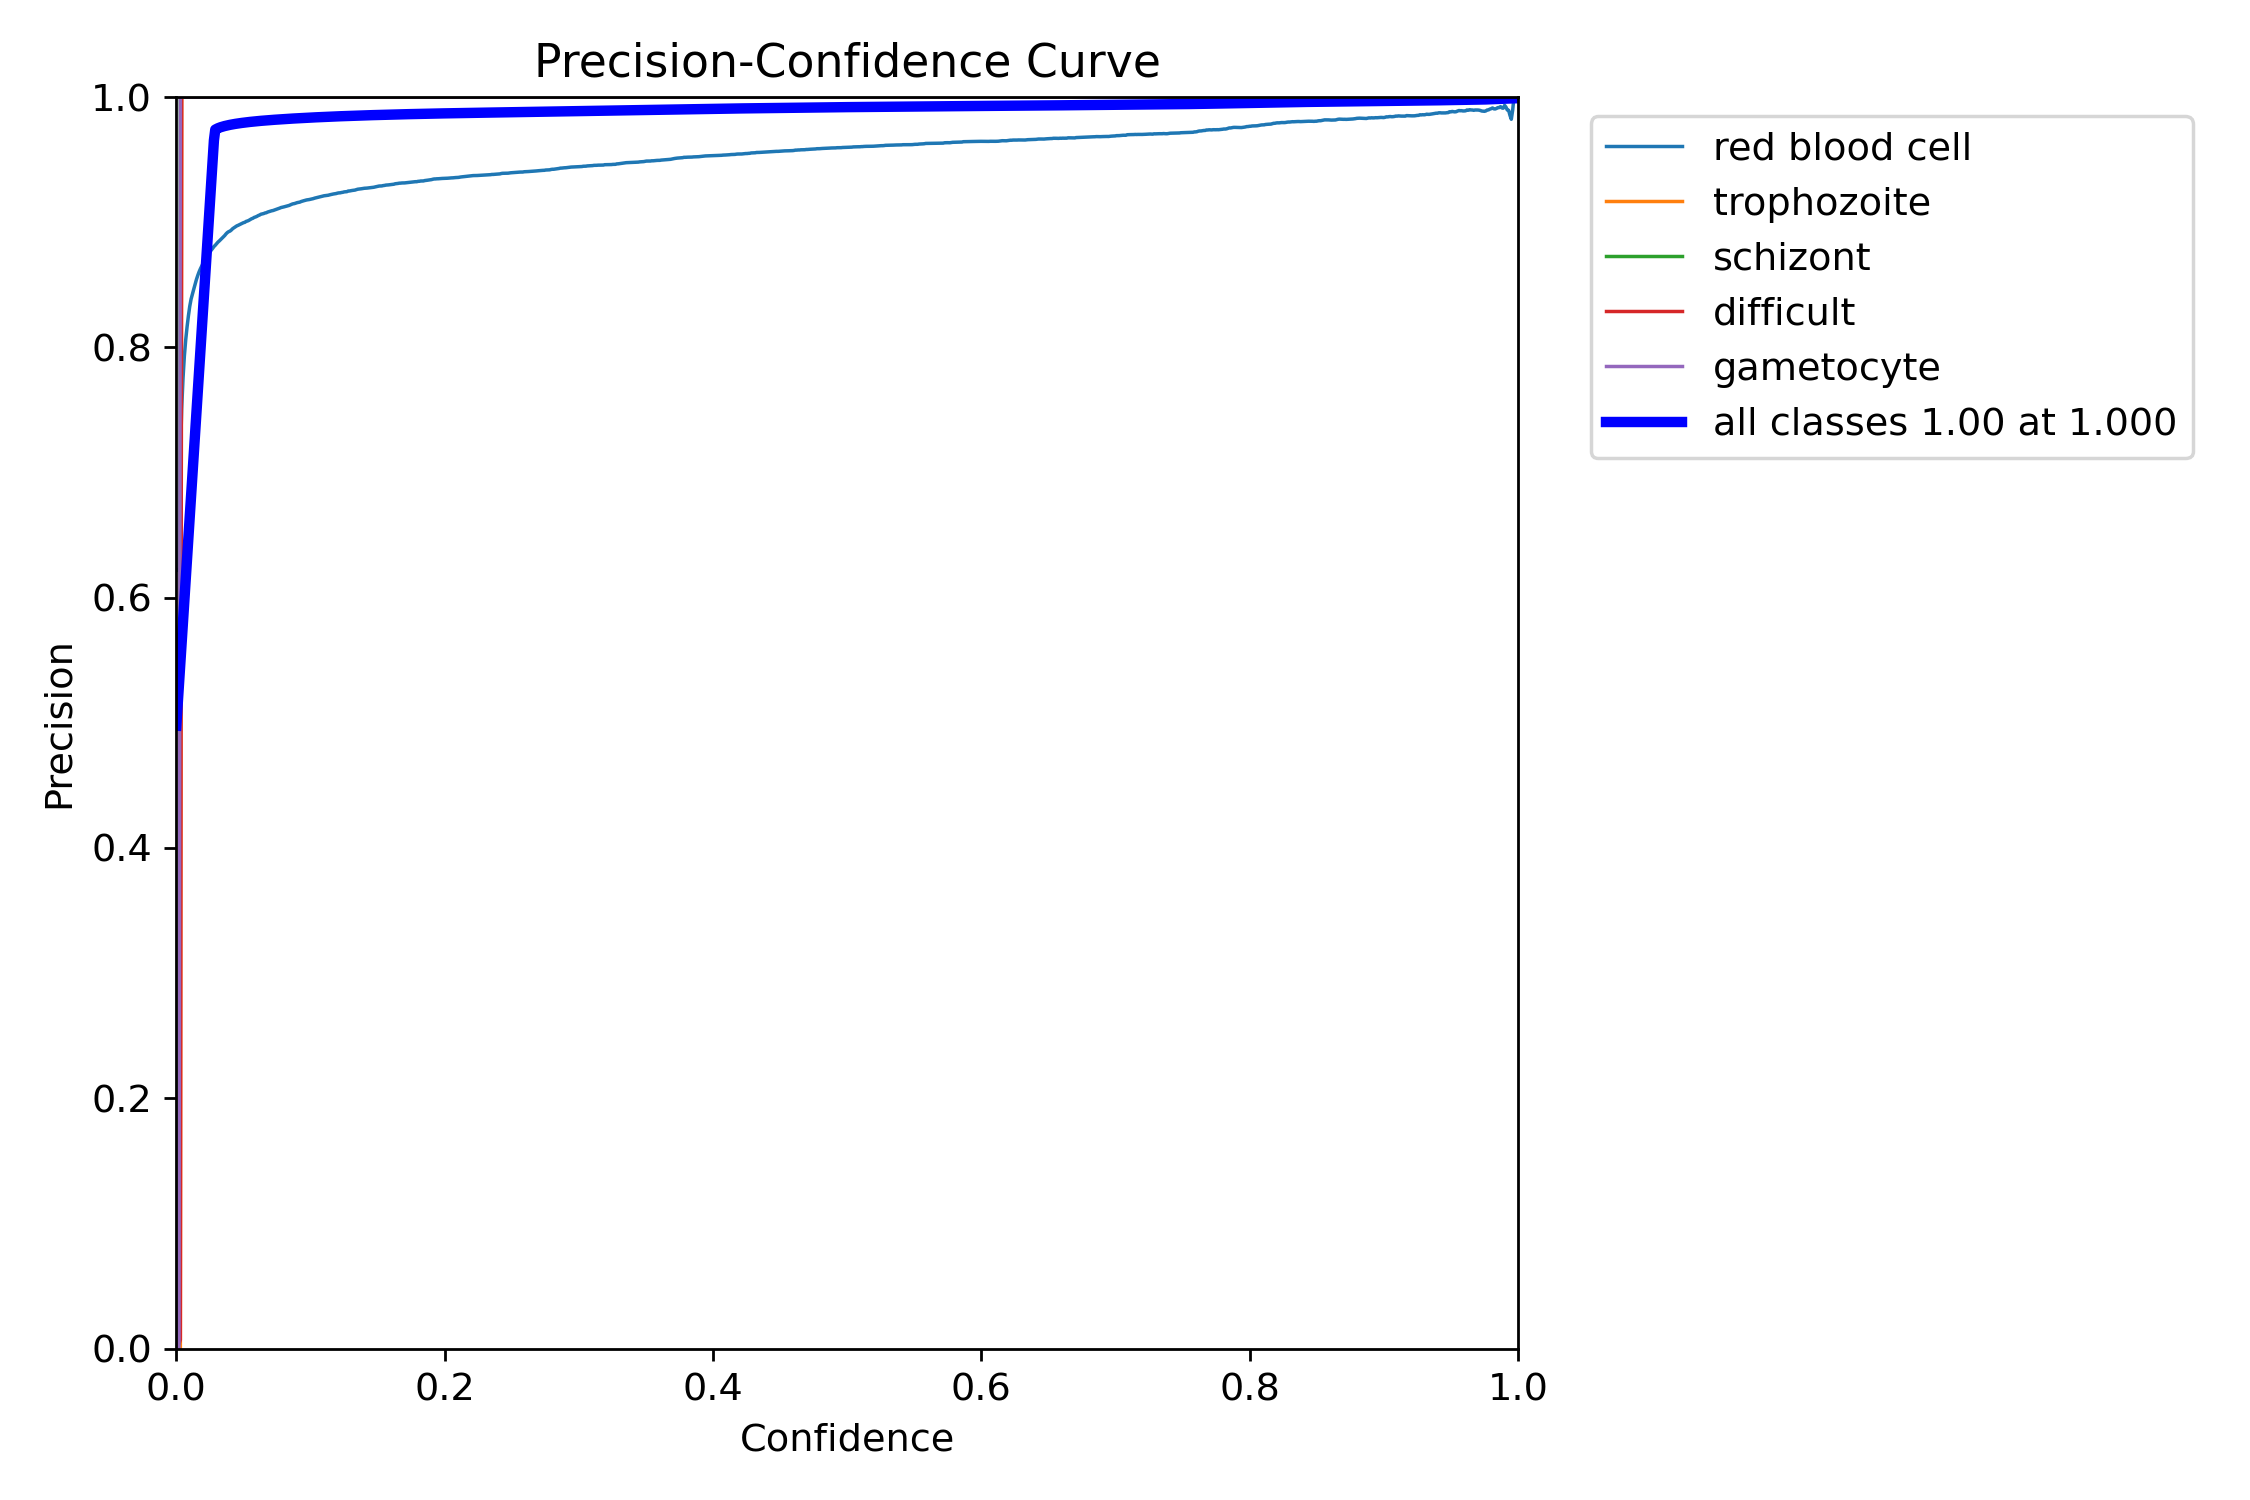 Precision-Confidence Curve
1.0
0.8
0.6
0.4
0.2
0.0
Precision
0.0
0.2
0.4
0.6
0.8
1.0
Confidence
red blood cell
trophozoite
schizont
difficult
gametocyte
all classes 1.00 at 1.000